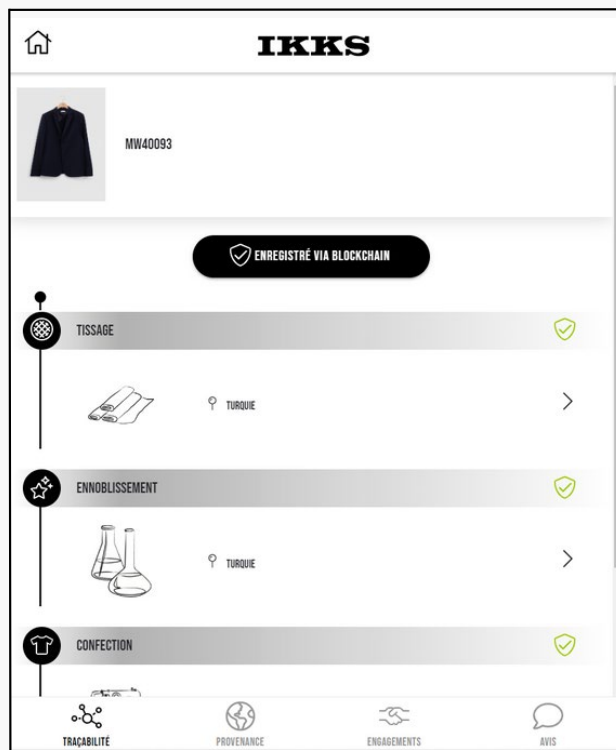 IKKS
MW40093
ENREGISTRÉ VIA BLOCKCHAIN
TISSAGE
TURQUIE
ENNOBLISSEMENT
TURQUIE
CONFECTION
TRAÇABILITÉ
PROVENANCE
ENGAGEMENTS
AVIS